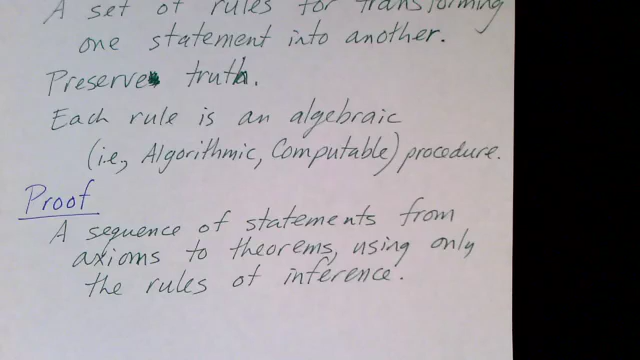 A set of rules for transforming
one statement into another.
Preserve truth.
Each rule is an algebraic
(i.e., Algorithmic, Computable) procedure.
Proof
A sequence of statements from
axioms to theorems, using only
the rules of inference.